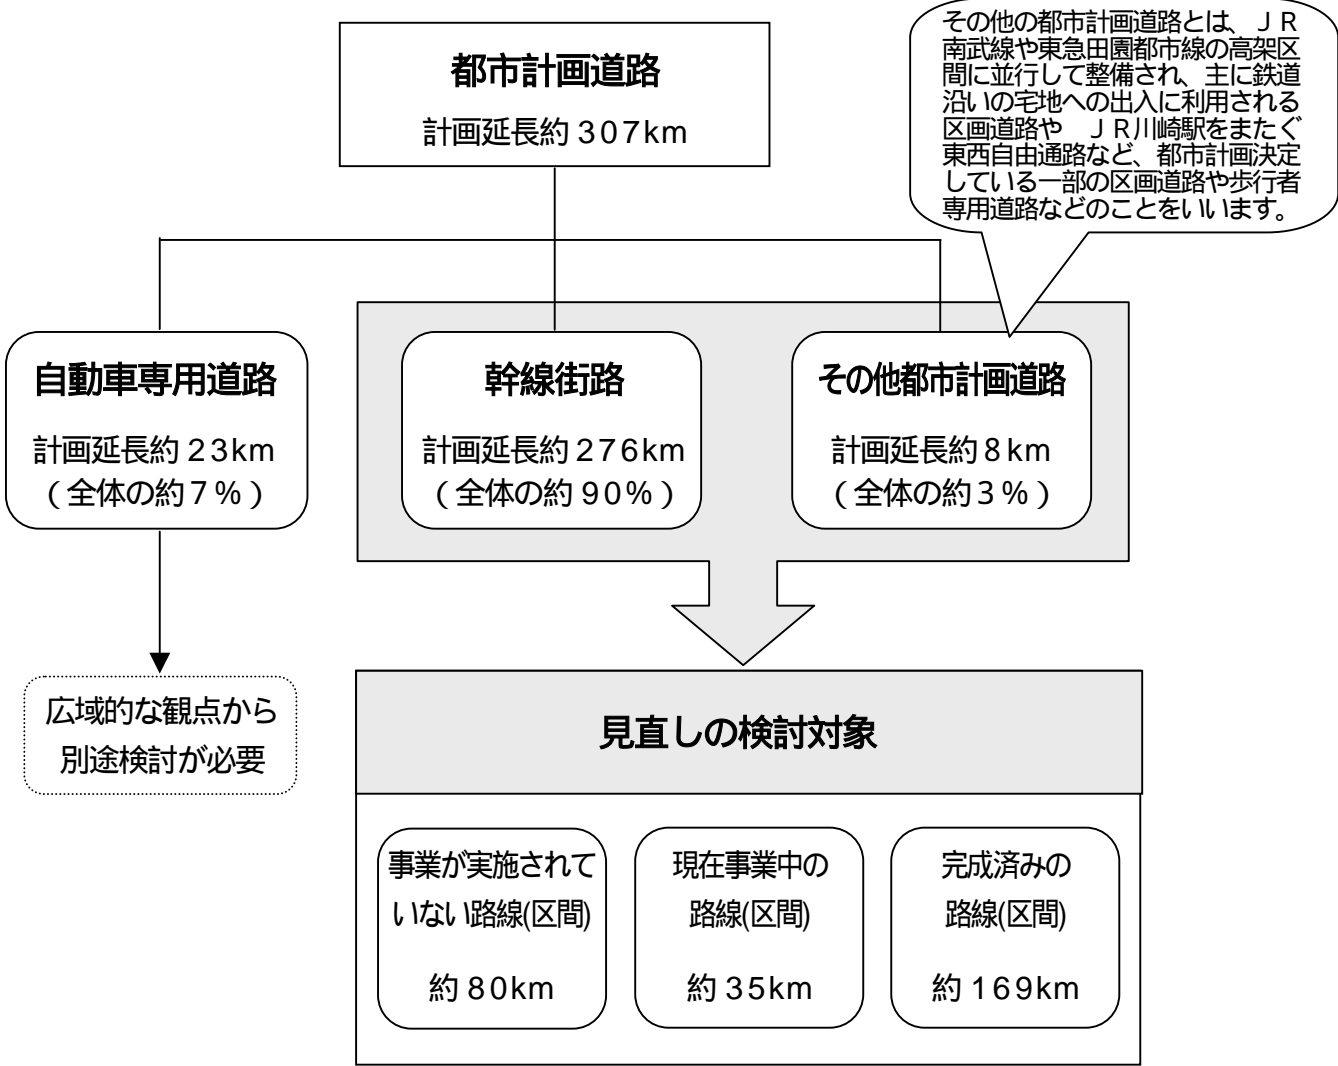 都市計画道路
計画延長約307km
その他の都市計画道路とは、ＪＲ
南武線や東急田園都市線の高架区
間に並行して整備され、主に鉄道
沿いの宅地への出入に利用される
区画道路や　ＪＲ川崎駅をまたぐ
東西自由通路など、都市計画決定
している一部の区画道路や歩行者
専用道路などのことをいいます。
自動車専用道路
計画延長約23km
（全体の約7％）
幹線街路
計画延長約276km
（全体の約90％）
その他都市計画道路
計画延長約8km
（全体の約3％）
広域的な観点から
別途検討が必要
見直しの検討対象
事業が実施されて
いない路線(区間)
約80km
現在事業中の
路線(区間)
約35km
完成済みの
路線(区間)
約169km